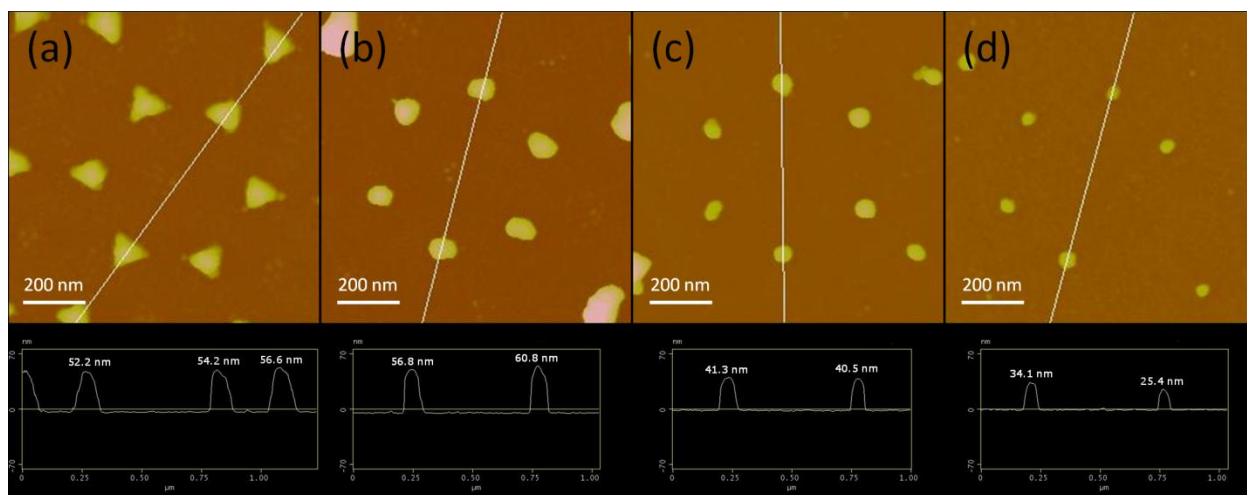 (a) (b) (c) (d)
200 nm 200 nm 200 nm 200 nm
nm nm nm nm
70 52.2 nm 54.2 nm 56.6 nm
70 56.8 nm 60.8 nm
70 41.3 nm 40.5 nm
70 34.1 nm 25.4 nm
0 0 0 0
-70 -70 -70 -70
0 0.25 0.50 0.75 1.00
0 0.25 0.50 0.75 1.00
0 0.25 0.50 0.75 1.00
0 0.25 0.50 0.75 1.00
µm µm µm µm